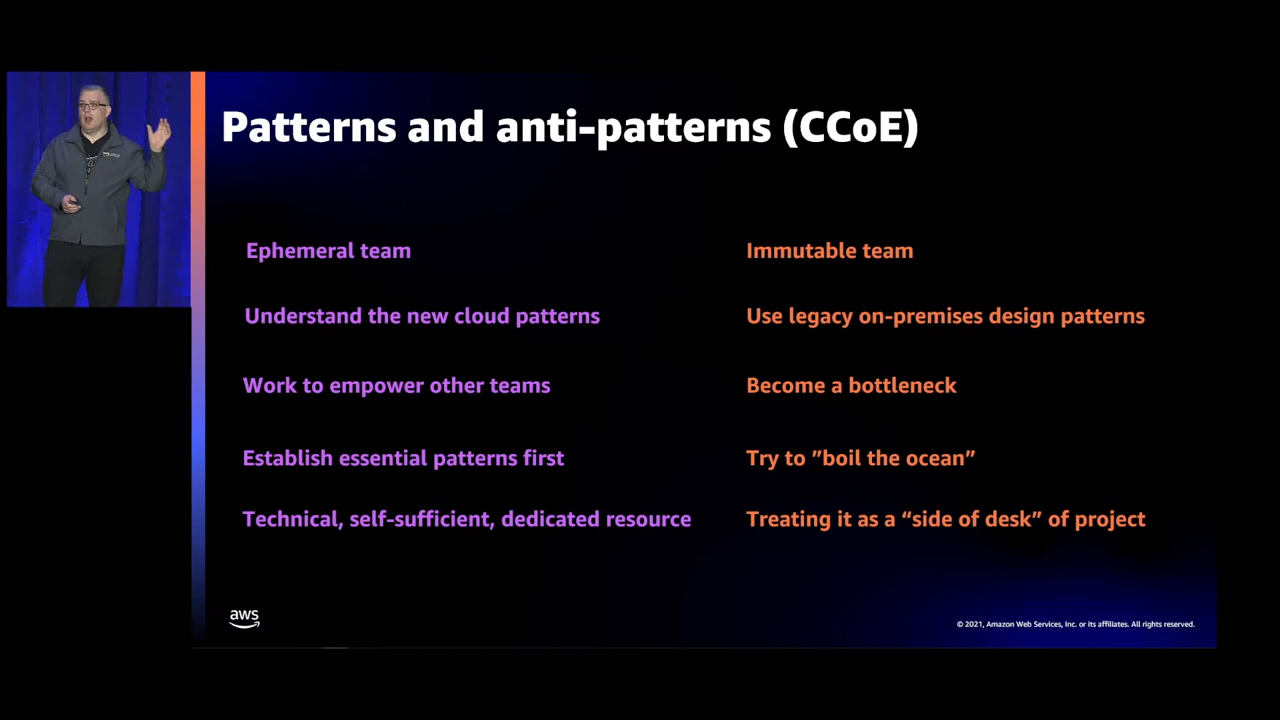 Patterns and anti-patterns (CCoE)
Ephemeral team
Immutable team
Understand the new cloud patterns
Use legacy on-premises design patterns
Work to empower other teams
Become a bottleneck
Establish essential patterns first
Try to ”boil the ocean”
Technical, self-sufficient, dedicated resource
Treating it as a “side of desk” of project
aws
© 2021, Amazon Web Services, Inc. or its affiliates. All rights reserved.